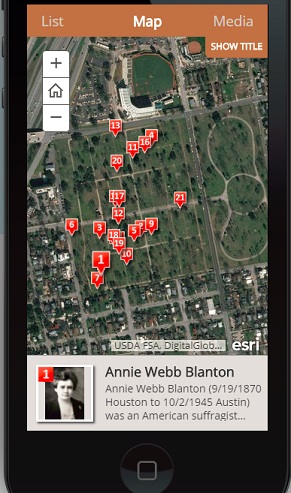 List Map Media
SHOW TITLE
+
−
13
4
16
11
20
17
21
12
6
3
9
5
18
19
10
1
7
USDA FSA, DigitalGlob... esri
1
Annie Webb Blanton
Annie Webb Blanton (9/19/1870
Houston to 10/2/1945 Austin)
was an American suffragist...